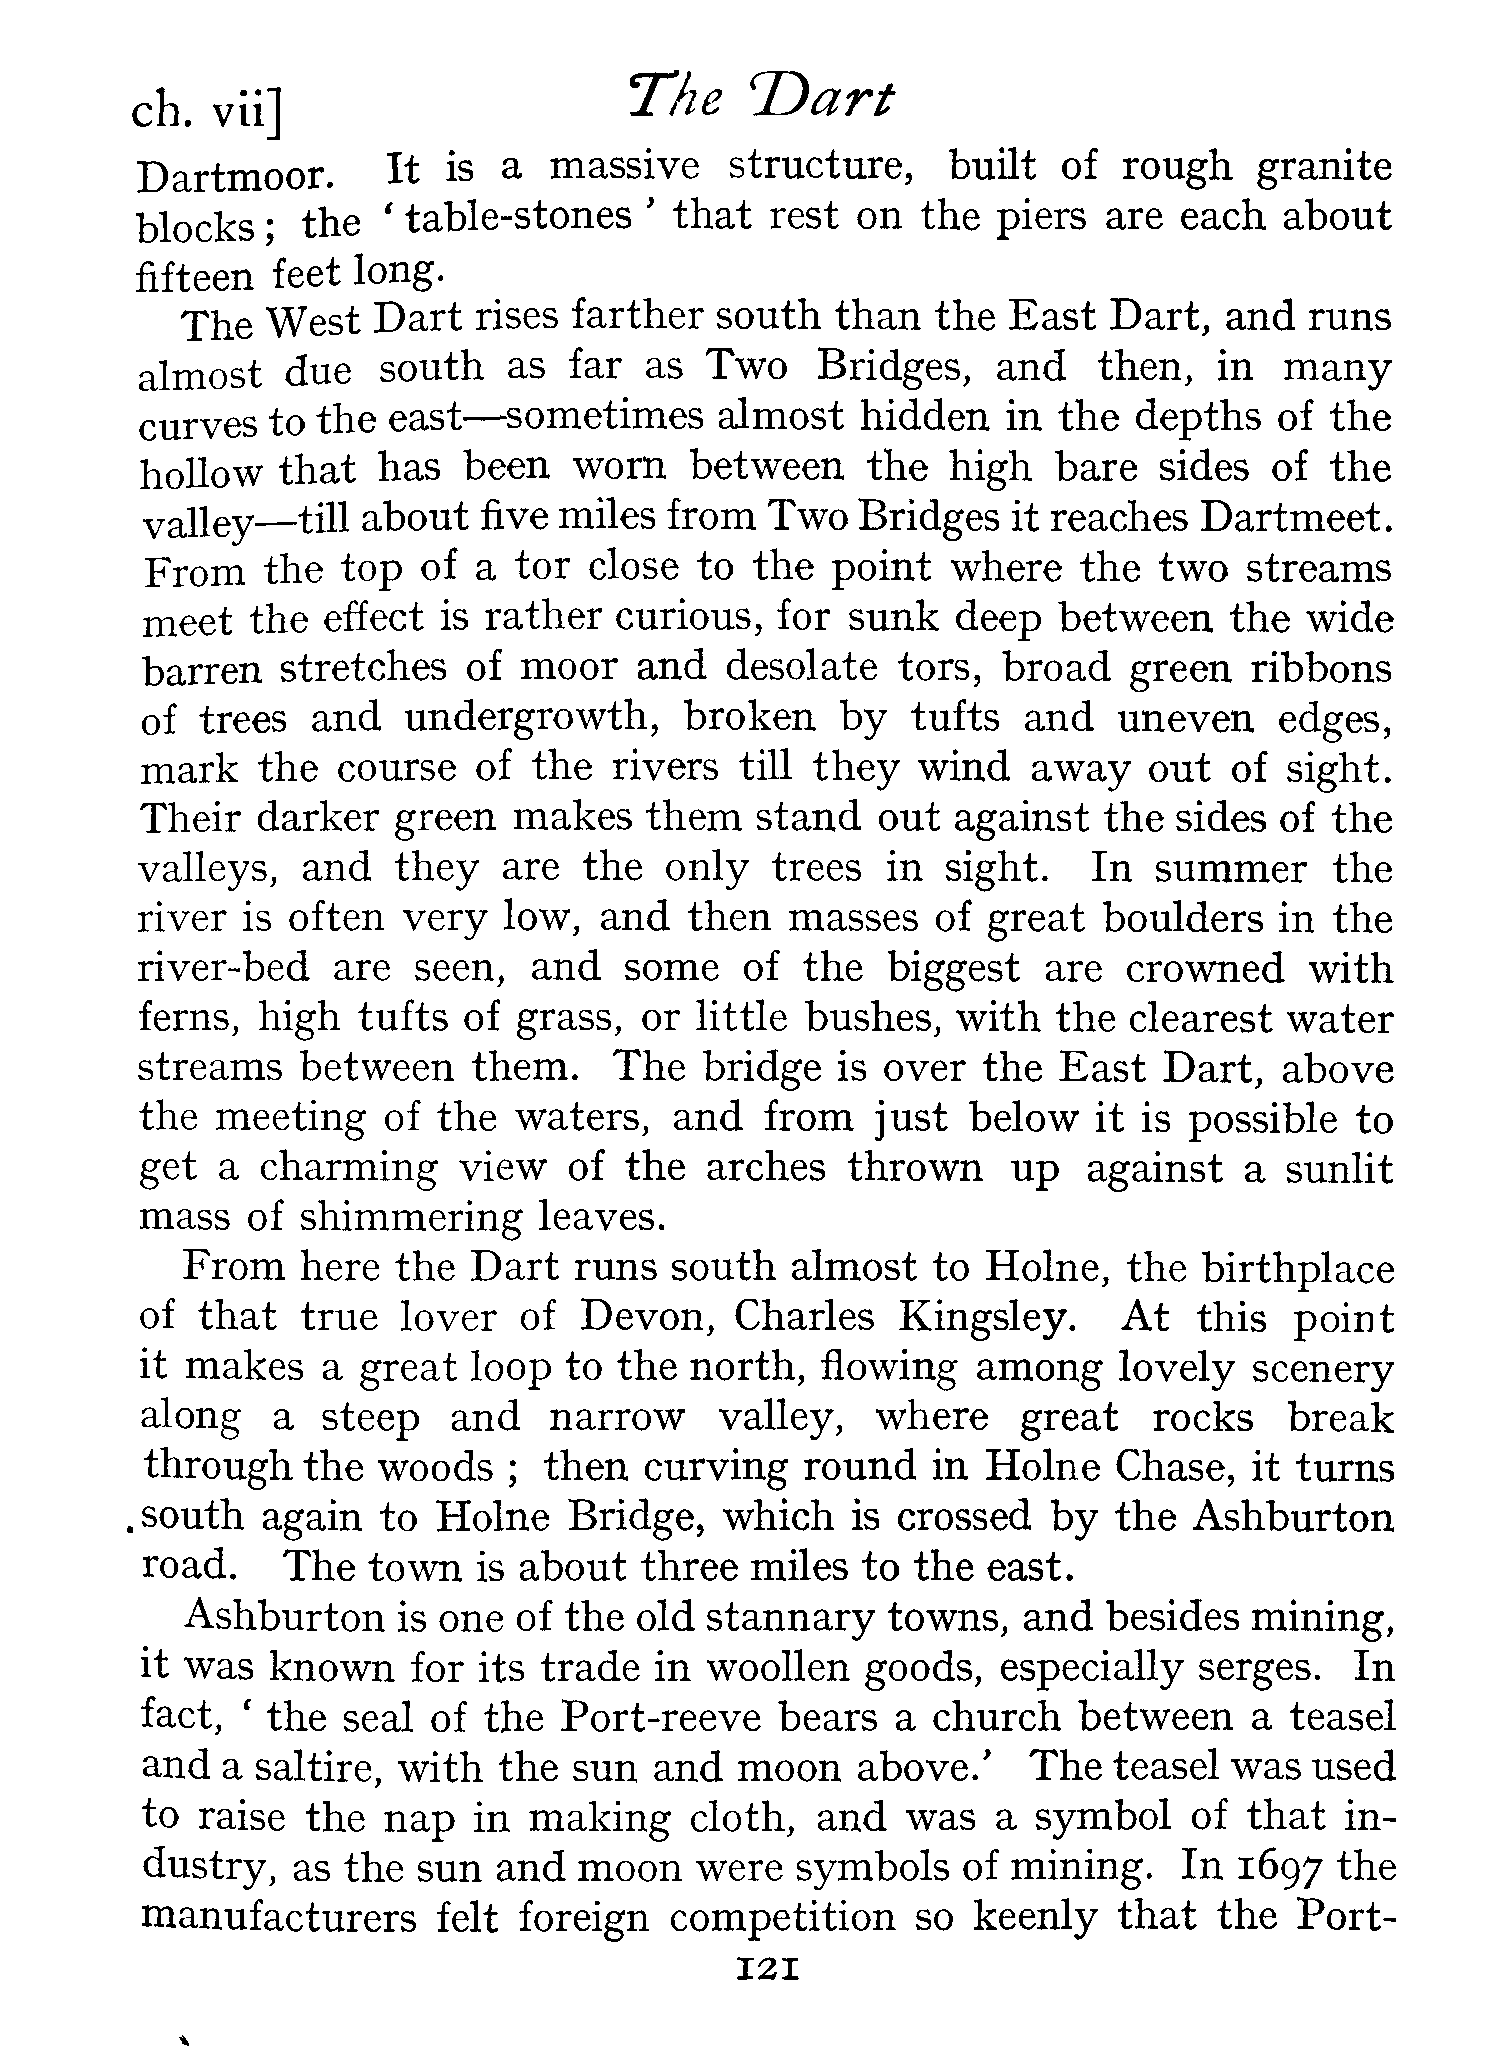 ch. vii] The Dart
Dartmoor. It is a massive structure, built of rough granite
blocks; the ‘table-stones’ that rest on the piers are each about
fifteen feet long.
The West Dart rises farther south than the East Dart, and runs
almost due south as far as Two Bridges, and then, in many
curves to the east—sometimes almost hidden in the depths of the
hollow that has been worn between the high bare sides of the
valley—till about five miles from Two Bridges it reaches Dartmeet.
From the top of a tor close to the point where the two streams
meet the effect is rather curious, for sunk deep between the wide
barren stretches of moor and desolate tors, broad green ribbons
of trees and undergrowth, broken by tufts and uneven edges,
mark the course of the rivers till they wind away out of sight.
Their darker green makes them stand out against the sides of the
valleys, and they are the only trees in sight. In summer the
river is often very low, and then masses of great boulders in the
river-bed are seen, and some of the biggest are crowned with
ferns, high tufts of grass, or little bushes, with the clearest water
streams between them. The bridge is over the East Dart, above
the meeting of the waters, and from just below it is possible to
get a charming view of the arches thrown up against a sunlit
mass of shimmering leaves.
From here the Dart runs south almost to Holne, the birthplace
of that true lover of Devon, Charles Kingsley. At this point
it makes a great loop to the north, flowing among lovely scenery
along a steep and narrow valley, where great rocks break
through the woods; then curving round in Holne Chase, it turns
south again to Holne Bridge, which is crossed by the Ashburton
road. The town is about three miles to the east.
Ashburton is one of the old stannary towns, and besides mining,
it was known for its trade in woollen goods, especially serges. In
fact, ‘the seal of the Port-reeve bears a church between a teasel
and a saltire, with the sun and moon above.’ The teasel was used
to raise the nap in making cloth, and was a symbol of that in-
dustry, as the sun and moon were symbols of mining. In 1697 the
manufacturers felt foreign competition so keenly that the Port-
121